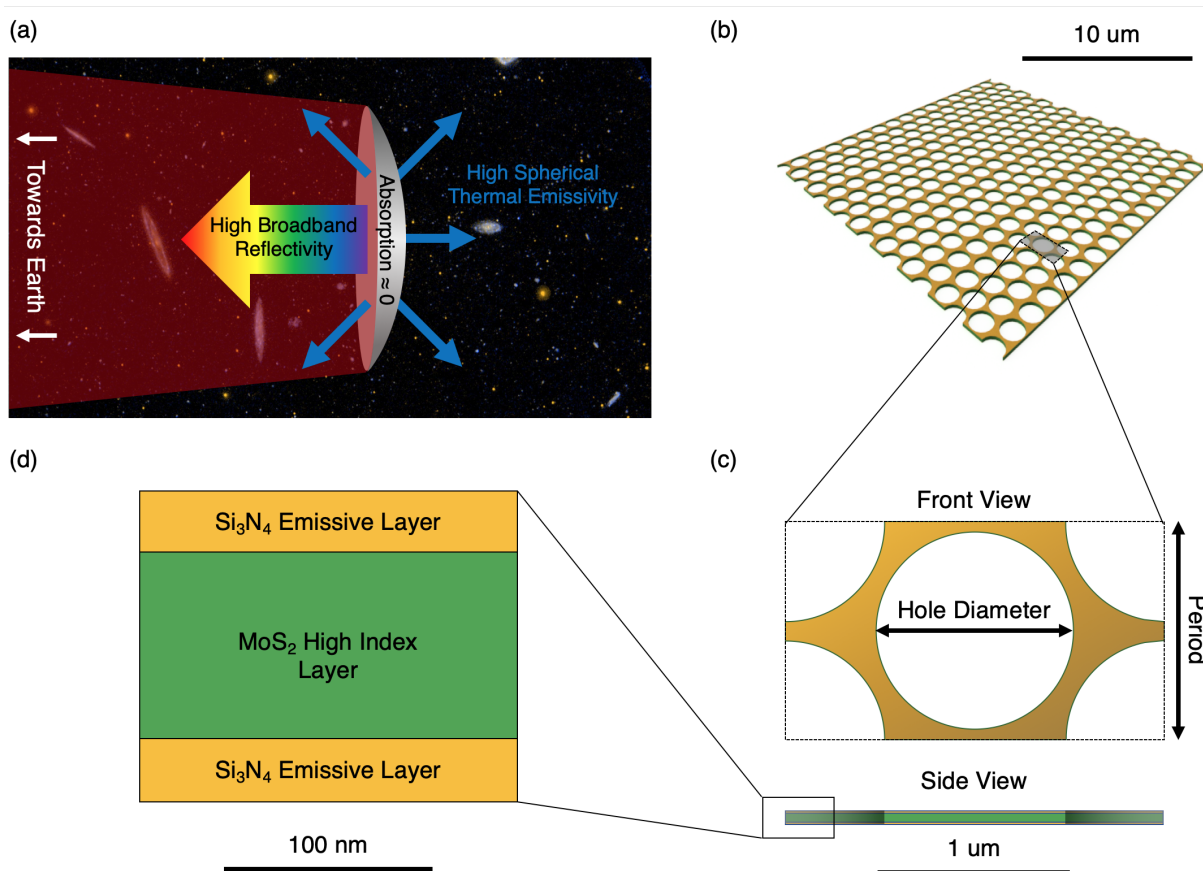 (a)
Towards Earth
High Broadband
Reflectivity
Absorption ≈ 0
High Spherical
Thermal Emissivity
(b)
10 um
(c)
Front View
Hole Diameter
Period
Side View
1 um
(d)
Si₃N₄ Emissive Layer
MoS₂ High Index
Layer
Si₃N₄ Emissive Layer
100 nm